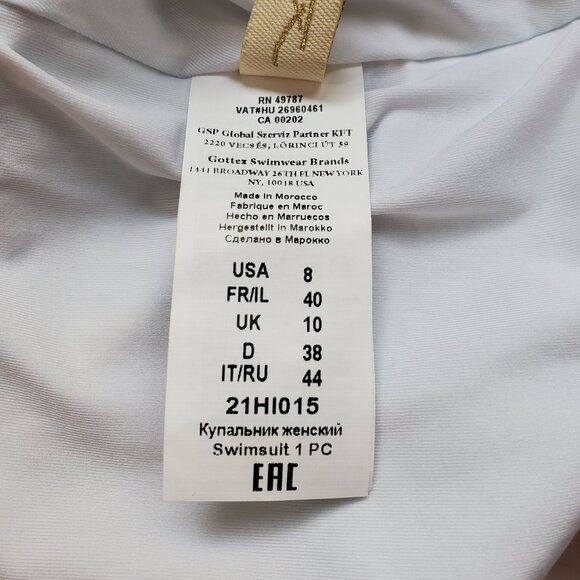 RN 49787
VAT#HU 26960461
CA 00202
GSP Global Szerviz Partner KFT
2220 VECSÉS, LŐRINCI ÚT 59
Gottex Swimwear Brands
1441 BROADWAY 26TH FL NEW YORK
NY, 10018 USA
Made in Morocco
Fabrique en Maroc
Hecho en Marruecos
Hergestellt in Marokko
Сделано в Марокко
USA 8
FR/IL 40
UK 10
D 38
IT/RU 44
21HI015
Купальник женский
Swimsuit 1 PC
EAC